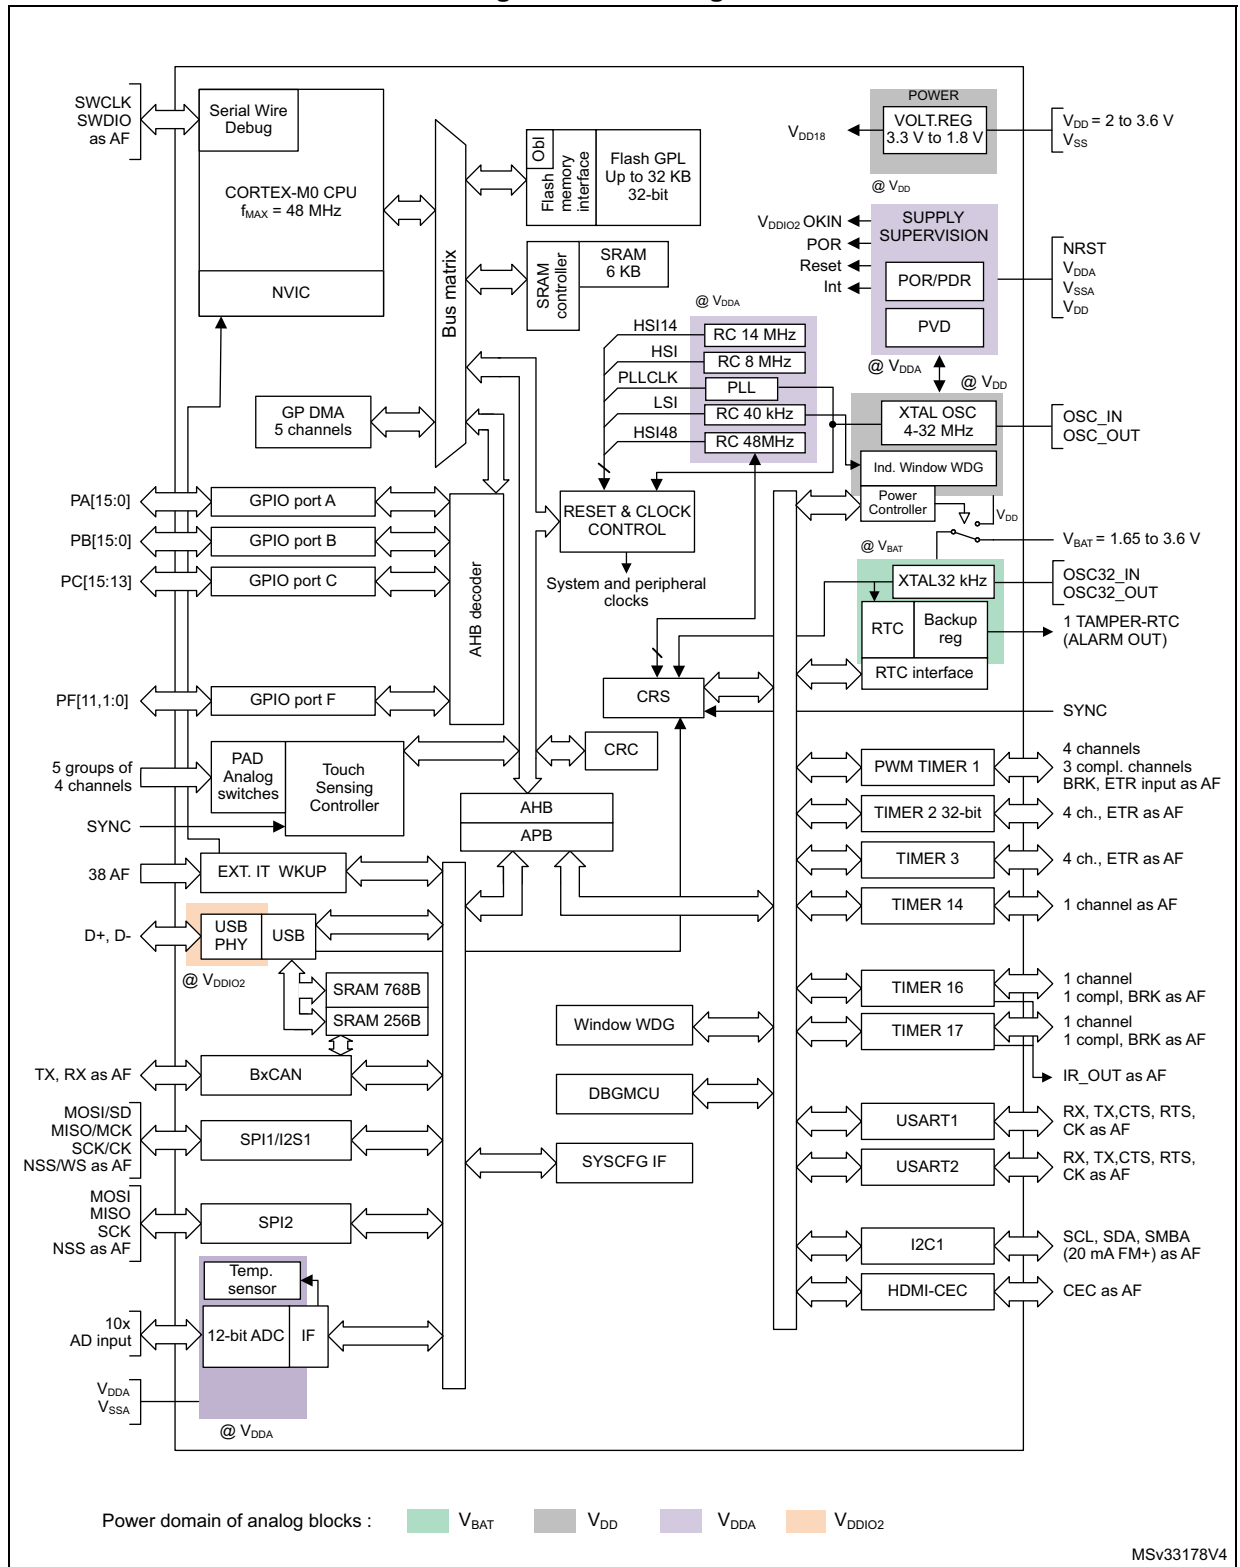 SWCLK
SWDIO
as AF
Serial Wire
Debug
CORTEX-M0 CPU
fMAX = 48 MHz
NVIC
Bus matrix
Obl
Flash
memory
interface
Flash GPL
Up to 32 KB
32-bit
SRAM
controller
SRAM
6 KB
POWER
VOLT.REG
3.3 V to 1.8 V
VDD18
VDD = 2 to 3.6 V
VSS
@ VDD
VDDIO2 OKIN
POR
Reset
Int
SUPPLY
SUPERVISION
POR/PDR
PVD
NRST
VDDA
VSSA
VDD
@ VDDA
HSI14
HSI
PLLCLK
LSI
HSI48
RC 14 MHz
RC 8 MHz
PLL
RC 40 kHz
RC 48MHz
@ VDDA
@ VDD
XTAL OSC
4-32 MHz
OSC_IN
OSC_OUT
Ind. Window WDG
Power
Controller
VDD
VBAT = 1.65 to 3.6 V
@ VBAT
XTAL32 kHz
OSC32_IN
OSC32_OUT
RTC
Backup
reg
1 TAMPER-RTC
(ALARM OUT)
RTC interface
GP DMA
5 channels
PA[15:0]
GPIO port A
PB[15:0]
GPIO port B
PC[15:13]
GPIO port C
PF[11,1:0]
GPIO port F
AHB decoder
RESET & CLOCK
CONTROL
System and peripheral
clocks
CRS
SYNC
5 groups of
4 channels
PAD
Analog
switches
Touch
Sensing
Controller
SYNC
CRC
AHB
APB
38 AF
EXT. IT WKUP
D+, D-
USB
PHY
USB
@ VDDIO2
SRAM 768B
SRAM 256B
TX, RX as AF
BxCAN
MOSI/SD
MISO/MCK
SCK/CK
NSS/WS as AF
SPI1/I2S1
MOSI
MISO
SCK
NSS as AF
SPI2
Temp.
sensor
10x
AD input
12-bit ADC
IF
VDDA
VSSA
@ VDDA
Window WDG
DBGMCU
SYSCFG IF
PWM TIMER 1
4 channels
3 compl. channels
BRK, ETR input as AF
TIMER 2 32-bit
4 ch., ETR as AF
TIMER 3
4 ch., ETR as AF
TIMER 14
1 channel as AF
TIMER 16
1 channel
1 compl, BRK as AF
TIMER 17
1 channel
1 compl, BRK as AF
IR_OUT as AF
USART1
RX, TX,CTS, RTS,
CK as AF
USART2
RX, TX,CTS, RTS,
CK as AF
I2C1
SCL, SDA, SMBA
(20 mA FM+) as AF
HDMI-CEC
CEC as AF
Power domain of analog blocks :
VBAT
VDD
VDDA
VDDIO2
MSv33178V4